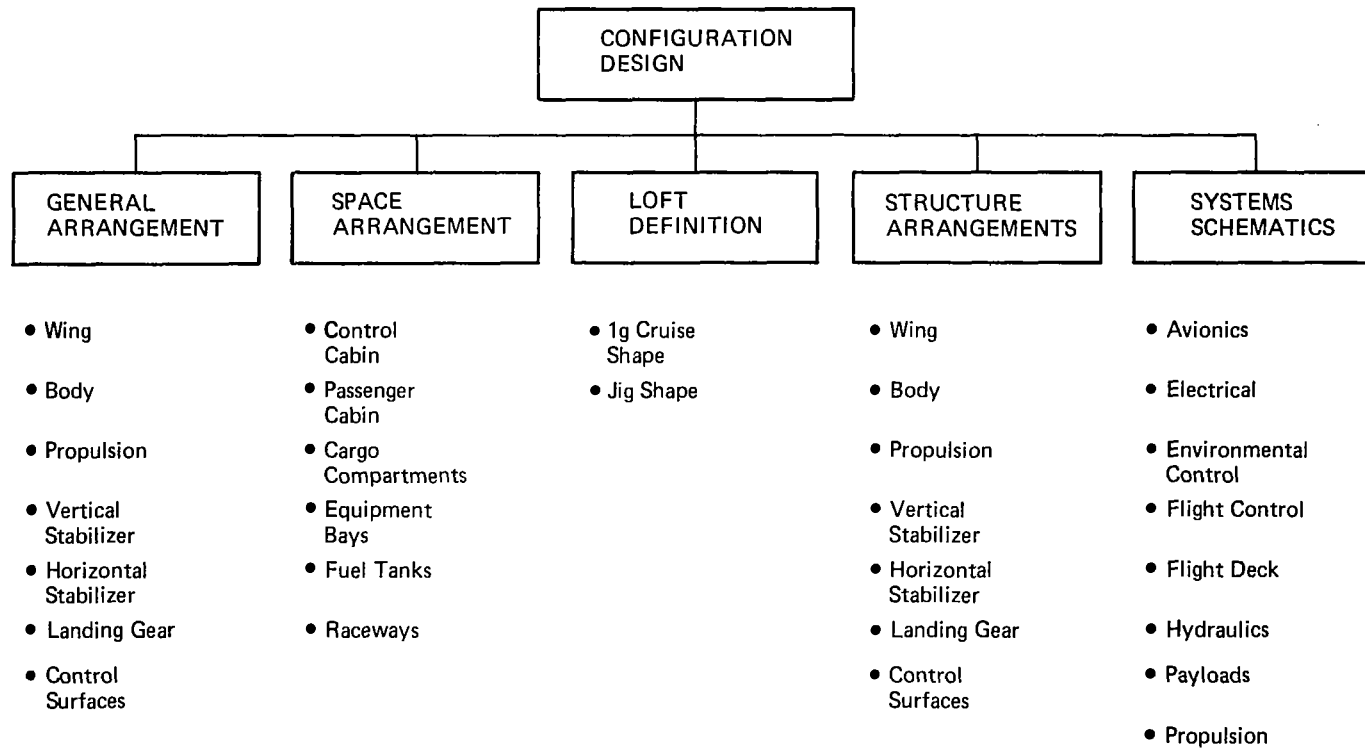 CONFIGURATION
DESIGN
GENERAL
ARRANGEMENT
SPACE
ARRANGEMENT
LOFT
DEFINITION
STRUCTURE
ARRANGEMENTS
SYSTEMS
SCHEMATICS
• Wing
• Body
• Propulsion
• Vertical
Stabilizer
• Horizontal
Stabilizer
• Landing Gear
• Control
Surfaces
• Control
Cabin
• Passenger
Cabin
• Cargo
Compartments
• Equipment
Bays
• Fuel Tanks
• Raceways
• 1g Cruise
Shape
• Jig Shape
• Wing
• Body
• Propulsion
• Vertical
Stabilizer
• Horizontal
Stabilizer
• Landing Gear
• Control
Surfaces
• Avionics
• Electrical
• Environmental
Control
• Flight Control
• Flight Deck
• Hydraulics
• Payloads
• Propulsion